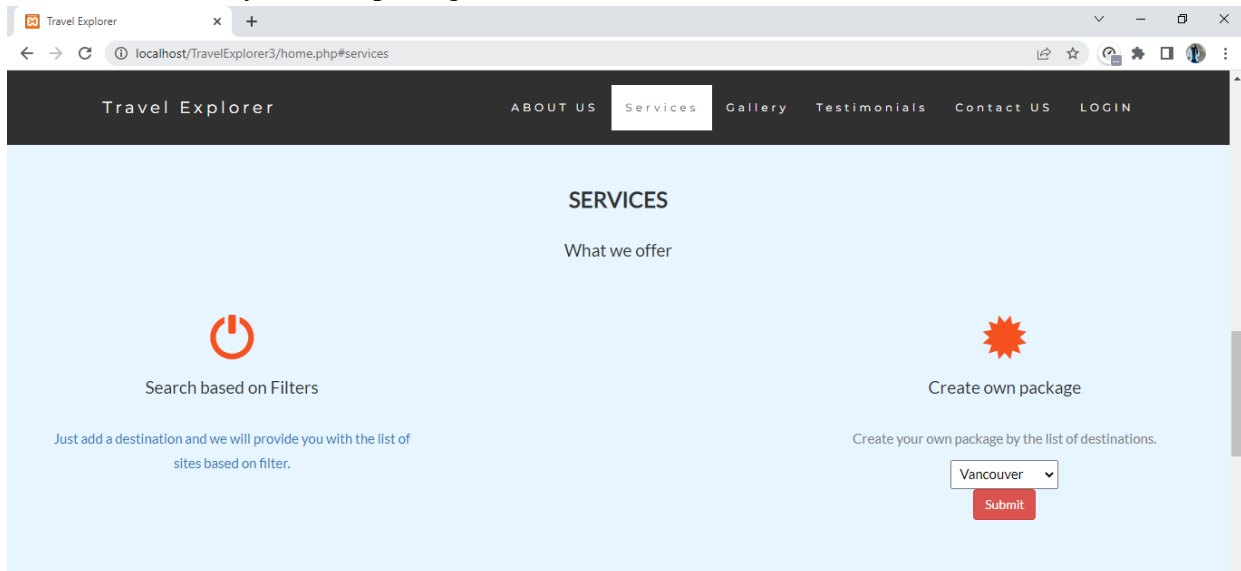 Travel Explorer
localhost/TravelExplorer3/home.php#services
Travel Explorer
ABOUT US Services Gallery Testimonials Contact US LOGIN
SERVICES
What we offer
Search based on Filters
Just add a destination and we will provide you with the list of
sites based on filter.
Create own package
Create your own package by the list of destinations.
Vancouver
Submit